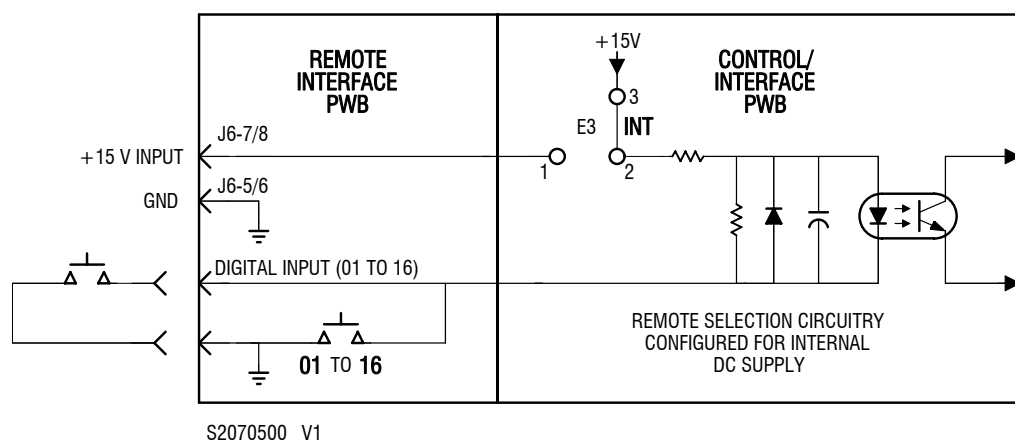 REMOTE
INTERFACE
PWB
CONTROL/
INTERFACE
PWB
+15V
3
E3
INT
1
2
J6-7/8
+15 V INPUT
J6-5/6
GND
DIGITAL INPUT (01 TO 16)
01 TO 16
REMOTE SELECTION CIRCUITRY
CONFIGURED FOR INTERNAL
DC SUPPLY
S2070500 V1